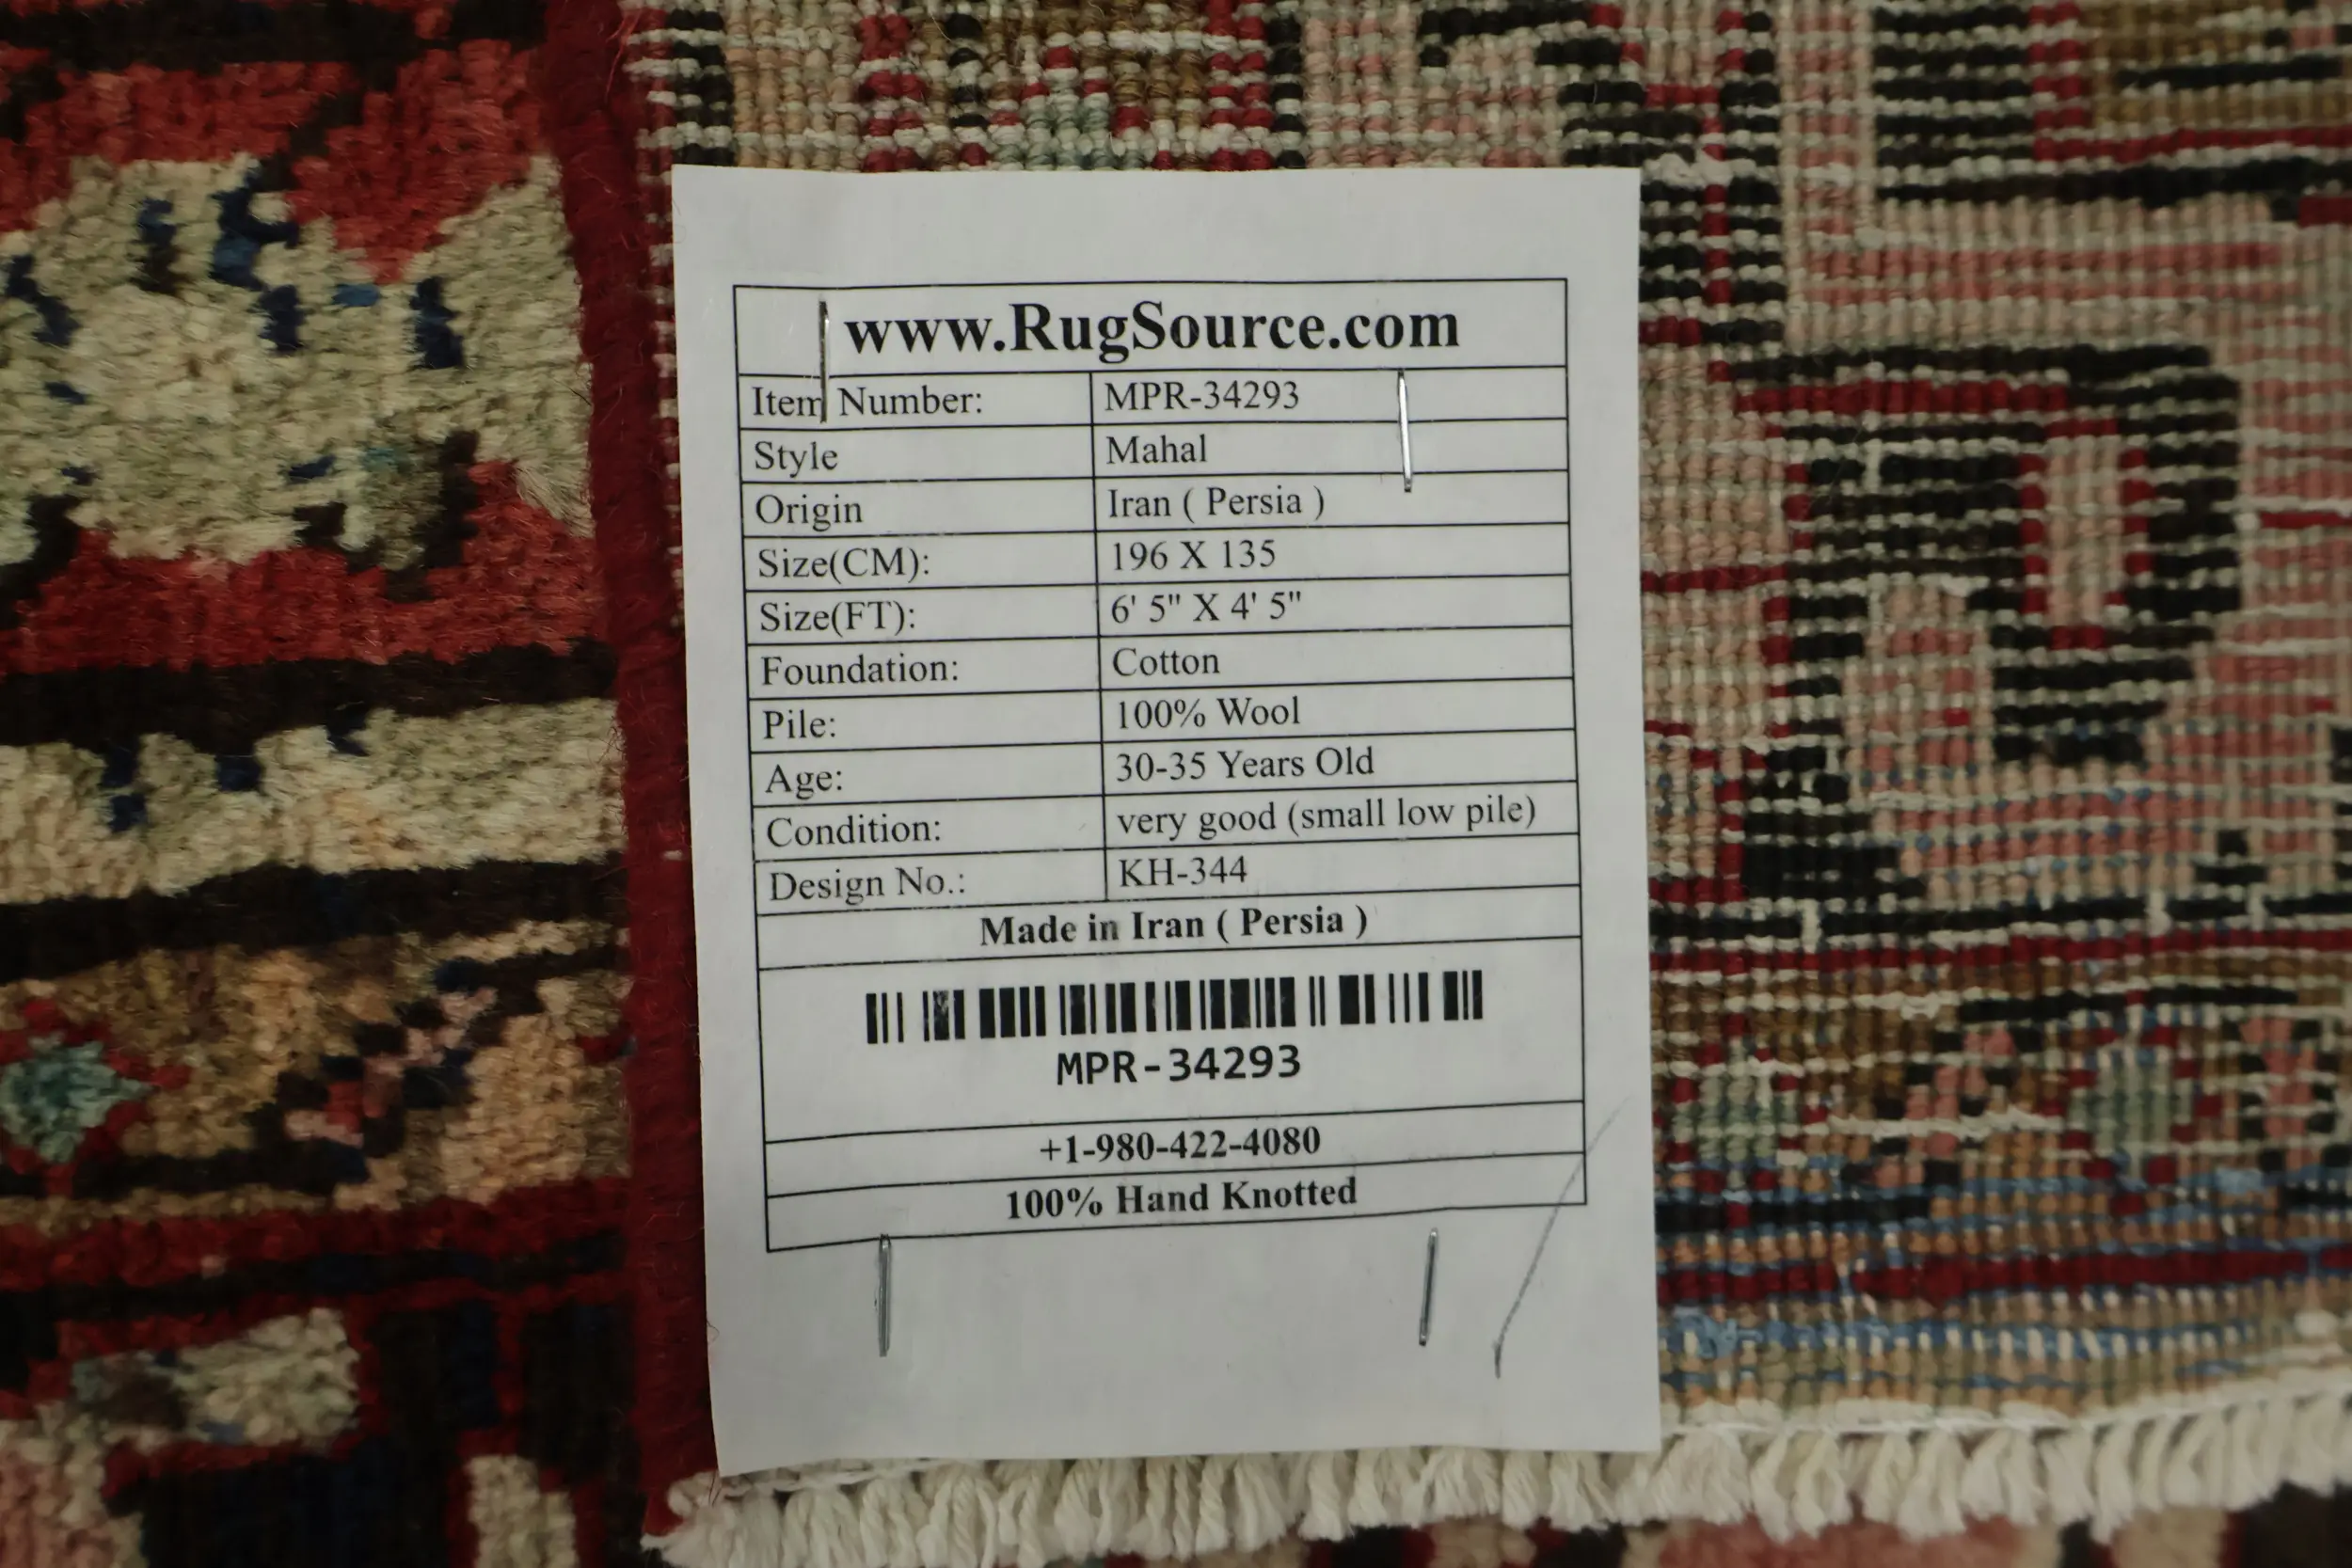 www.RugSource.com
Item Number: MPR-34293
Style Mahal
Origin Iran ( Persia )
Size(CM): 196 X 135
Size(FT): 6' 5" X 4' 5"
Foundation: Cotton
Pile: 100% Wool
Age: 30-35 Years Old
Condition: very good (small low pile)
Design No.: KH-344
Made in Iran ( Persia )
MPR-34293
+1-980-422-4080
100% Hand Knotted